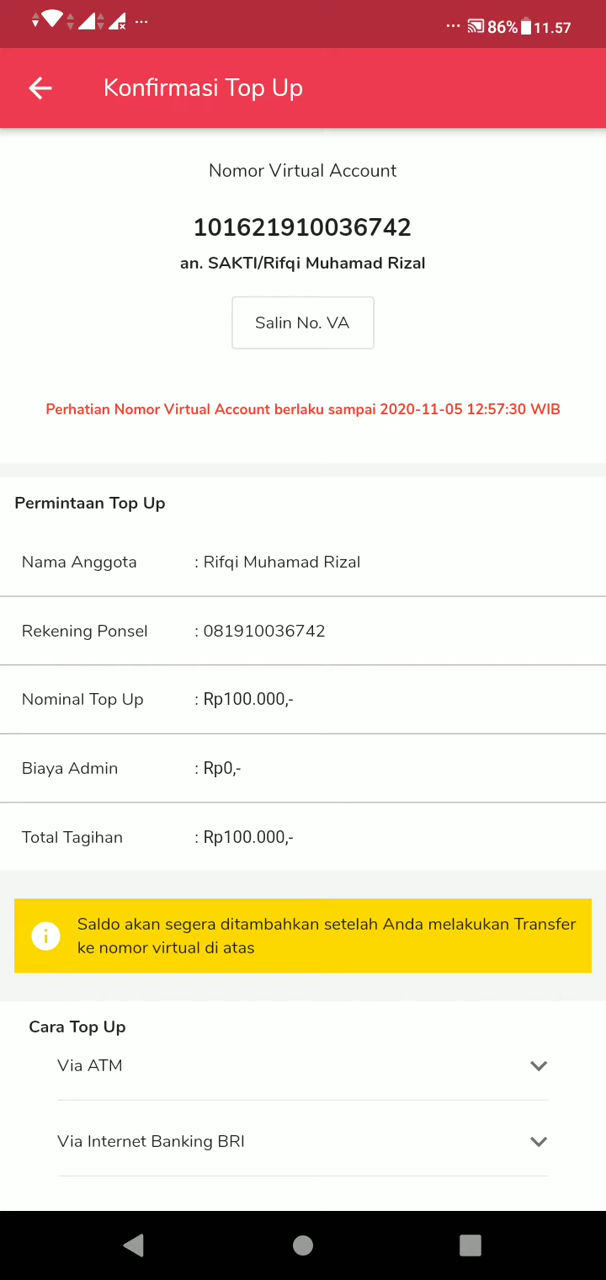 86% 11.57
Konfirmasi Top Up
Nomor Virtual Account
101621910036742
an. SAKTI/Rifqi Muhamad Rizal
Salin No. VA
Perhatian Nomor Virtual Account berlaku sampai 2020-11-05 12:57:30 WIB
Permintaan Top Up
Nama Anggota : Rifqi Muhamad Rizal
Rekening Ponsel : 081910036742
Nominal Top Up : Rp100.000,-
Biaya Admin : Rp0,-
Total Tagihan : Rp100.000,-
Saldo akan segera ditambahkan setelah Anda melakukan Transfer
ke nomor virtual di atas
Cara Top Up
Via ATM
Via Internet Banking BRI